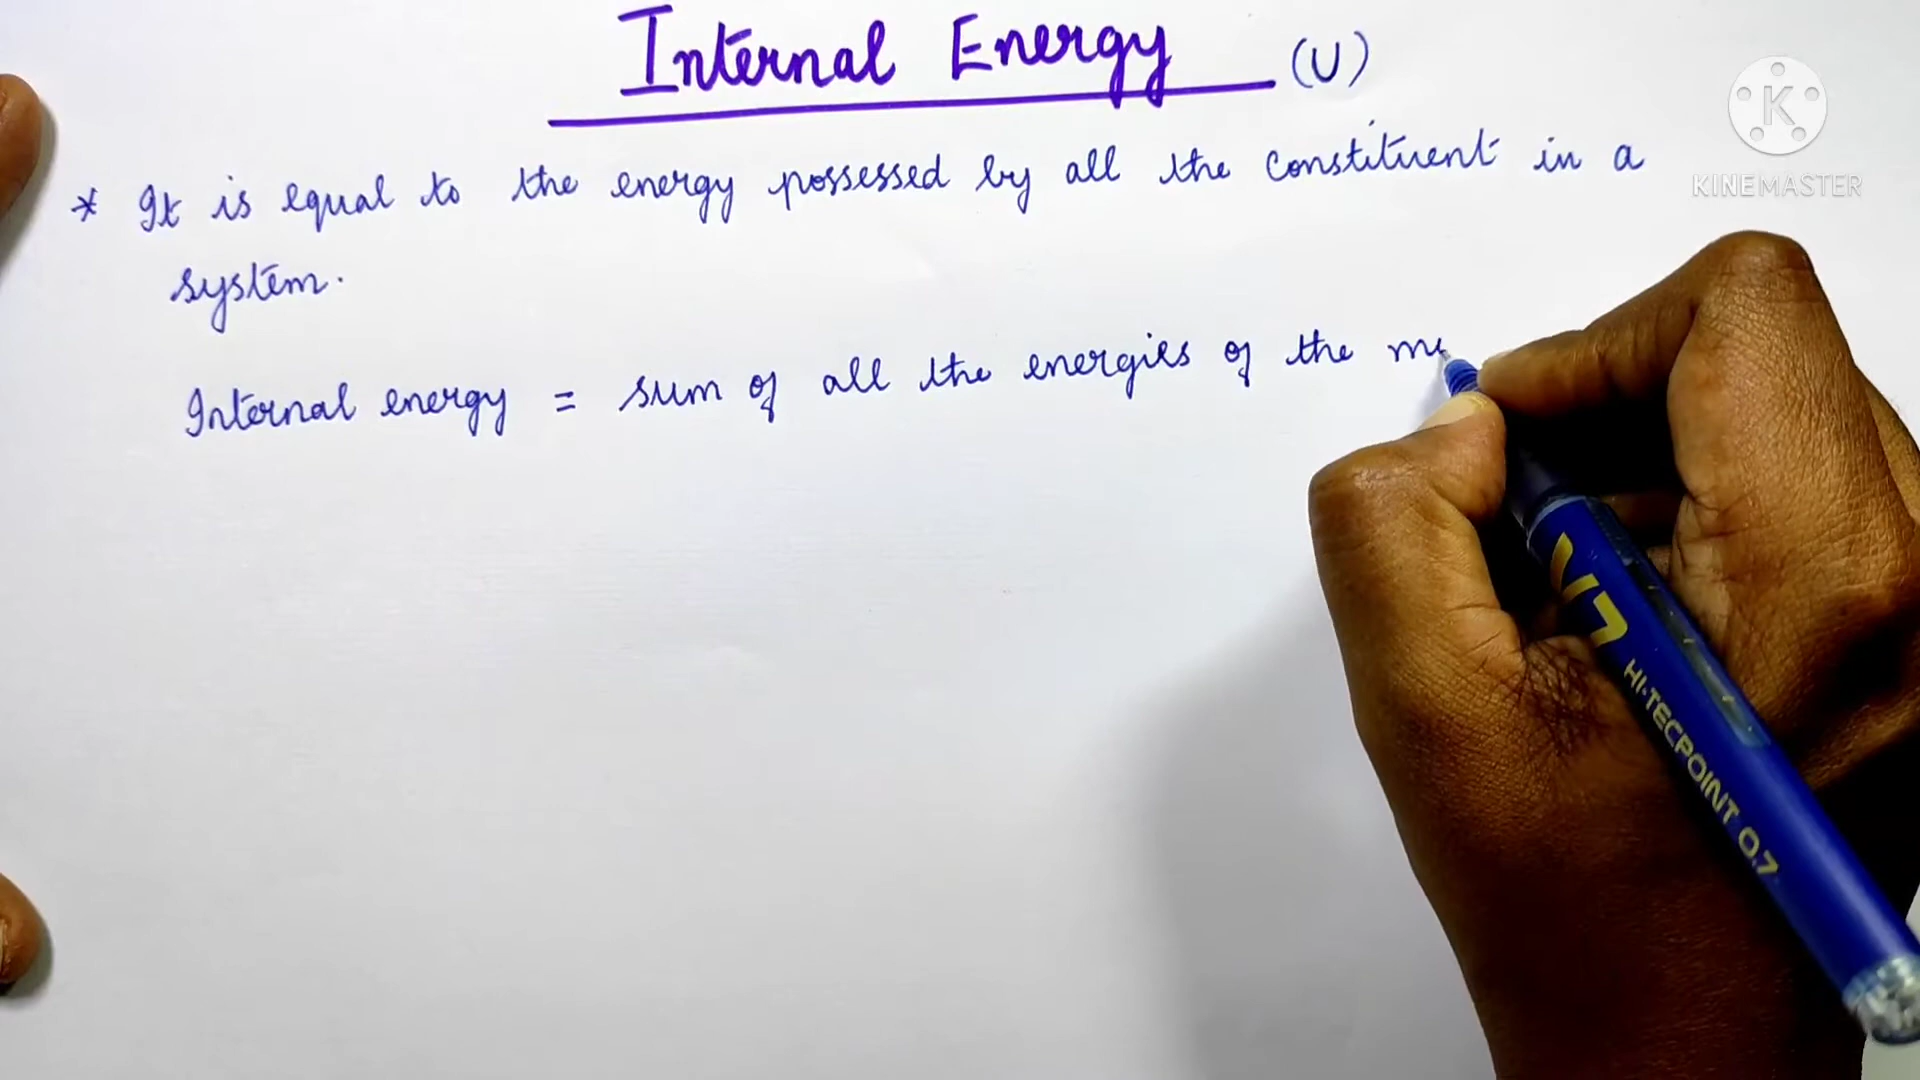 Internal Energy (U)
* It is equal to the energy possessed by all the constituent in a
system.
Internal energy = sum of all the energies of the
K
KINEMASTER
V7
HI-TECPOINT 0.7